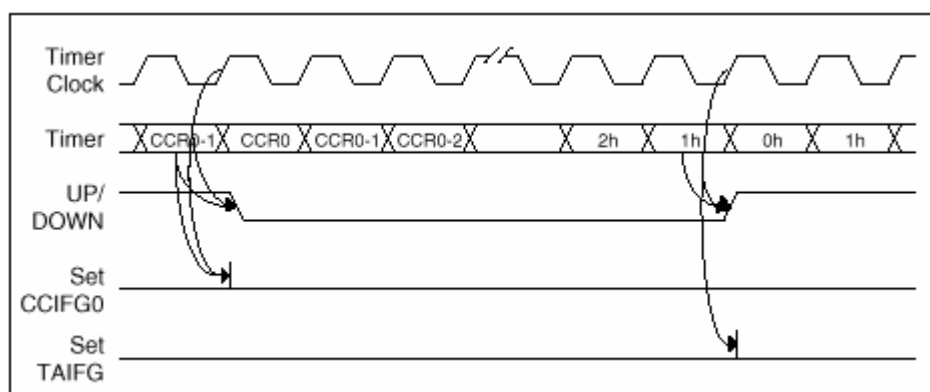 Timer
Clock
Timer CCR0-1 CCR0 CCR0-1 CCR0-2 2h 1h 0h 1h
UP/
DOWN
Set
CCIFG0
Set
TAIFG